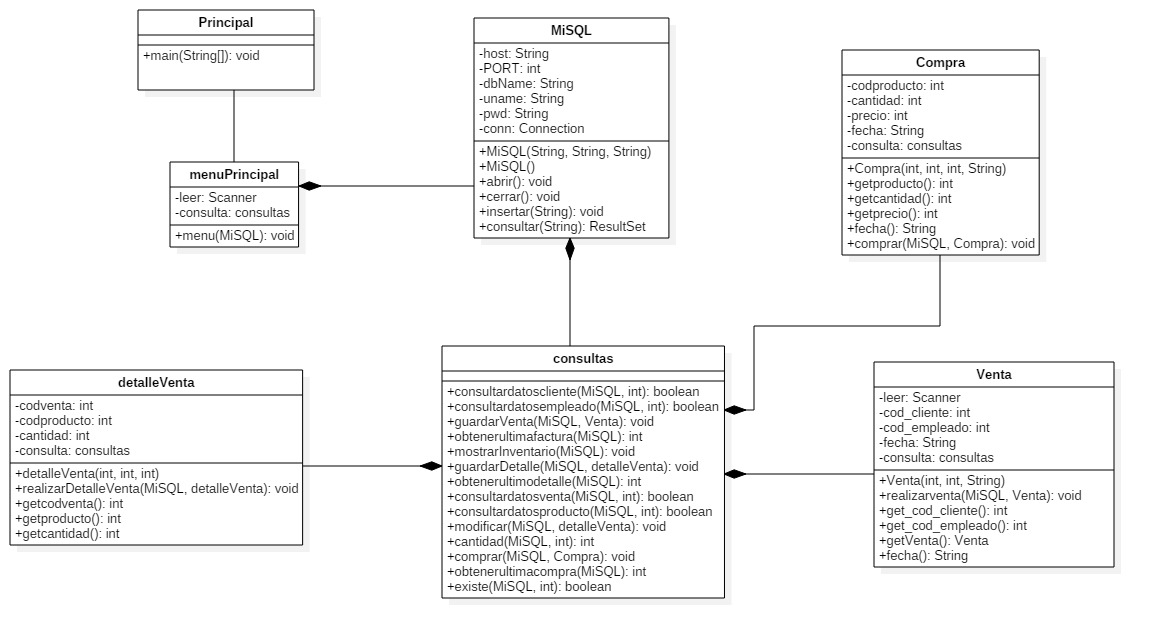 Principal
+main(String[]): void
MiSQL
-host: String
-PORT: int
-dbName: String
-uname: String
-pwd: String
-conn: Connection
+MiSQL(String, String, String)
+MiSQL()
+abrir(): void
+cerrar(): void
+insertar(String): void
+consultar(String): ResultSet
Compra
-codproducto: int
-cantidad: int
-precio: int
-fecha: String
-consulta: consultas
+Compra(int, int, int, String)
+getproducto(): int
+getcantidad(): int
+getprecio(): int
+fecha(): String
+comprar(MiSQL, Compra): void
menuPrincipal
-leer: Scanner
-consulta: consultas
+menu(MiSQL): void
detalleVenta
-codventa: int
-codproducto: int
-cantidad: int
-consulta: consultas
+detalleVenta(int, int, int)
+realizarDetalleVenta(MiSQL, detalleVenta): void
+getcodventa(): int
+getproducto(): int
+getcantidad(): int
consultas
+consultardatoscliente(MiSQL, int): boolean
+consultardatosempleado(MiSQL, int): boolean
+guardarVenta(MiSQL, Venta): void
+obtenerultimafactura(MiSQL): int
+mostrarInventario(MiSQL): void
+guardarDetalle(MiSQL, detalleVenta): void
+obtenerultimodetalle(MiSQL): int
+consultardatosventa(MiSQL, int): boolean
+consultardatosproducto(MiSQL, int): boolean
+modificar(MiSQL, detalleVenta): void
+cantidad(MiSQL, int): int
+comprar(MiSQL, Compra): void
+obtenerultimacompra(MiSQL): int
+existe(MiSQL, int): boolean
Venta
-leer: Scanner
-cod_cliente: int
-cod_empleado: int
-fecha: String
-consulta: consultas
+Venta(int, int, String)
+realizarventa(MiSQL, Venta): void
+get_cod_cliente(): int
+get_cod_empleado(): int
+getVenta(): Venta
+fecha(): String